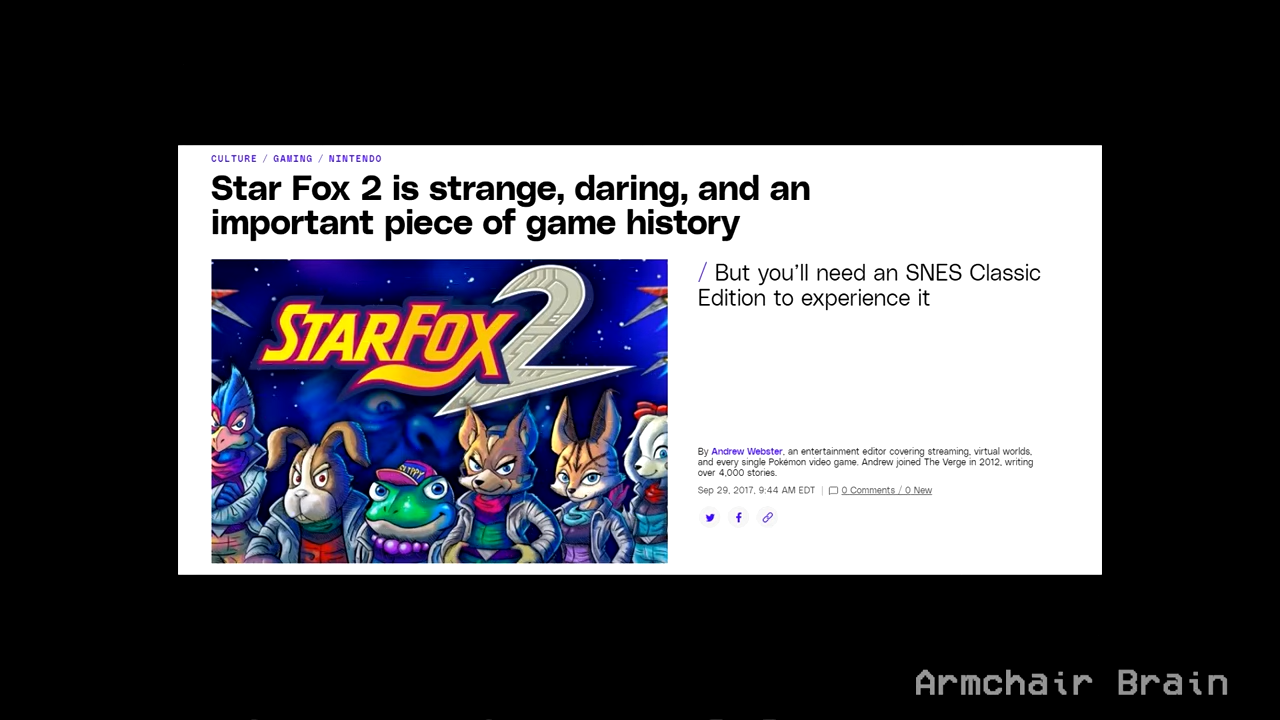 CULTURE / GAMING / NINTENDO
Star Fox 2 is strange, daring, and an
important piece of game history
STARFOX 2
SLIPPY
/ But you’ll need an SNES Classic
Edition to experience it
By Andrew Webster, an entertainment editor covering streaming, virtual worlds,
and every single Pokémon video game. Andrew joined The Verge in 2012, writing
over 4,000 stories.
Sep 29, 2017, 9:44 AM EDT | 0 Comments / 0 New
Armchair Brain